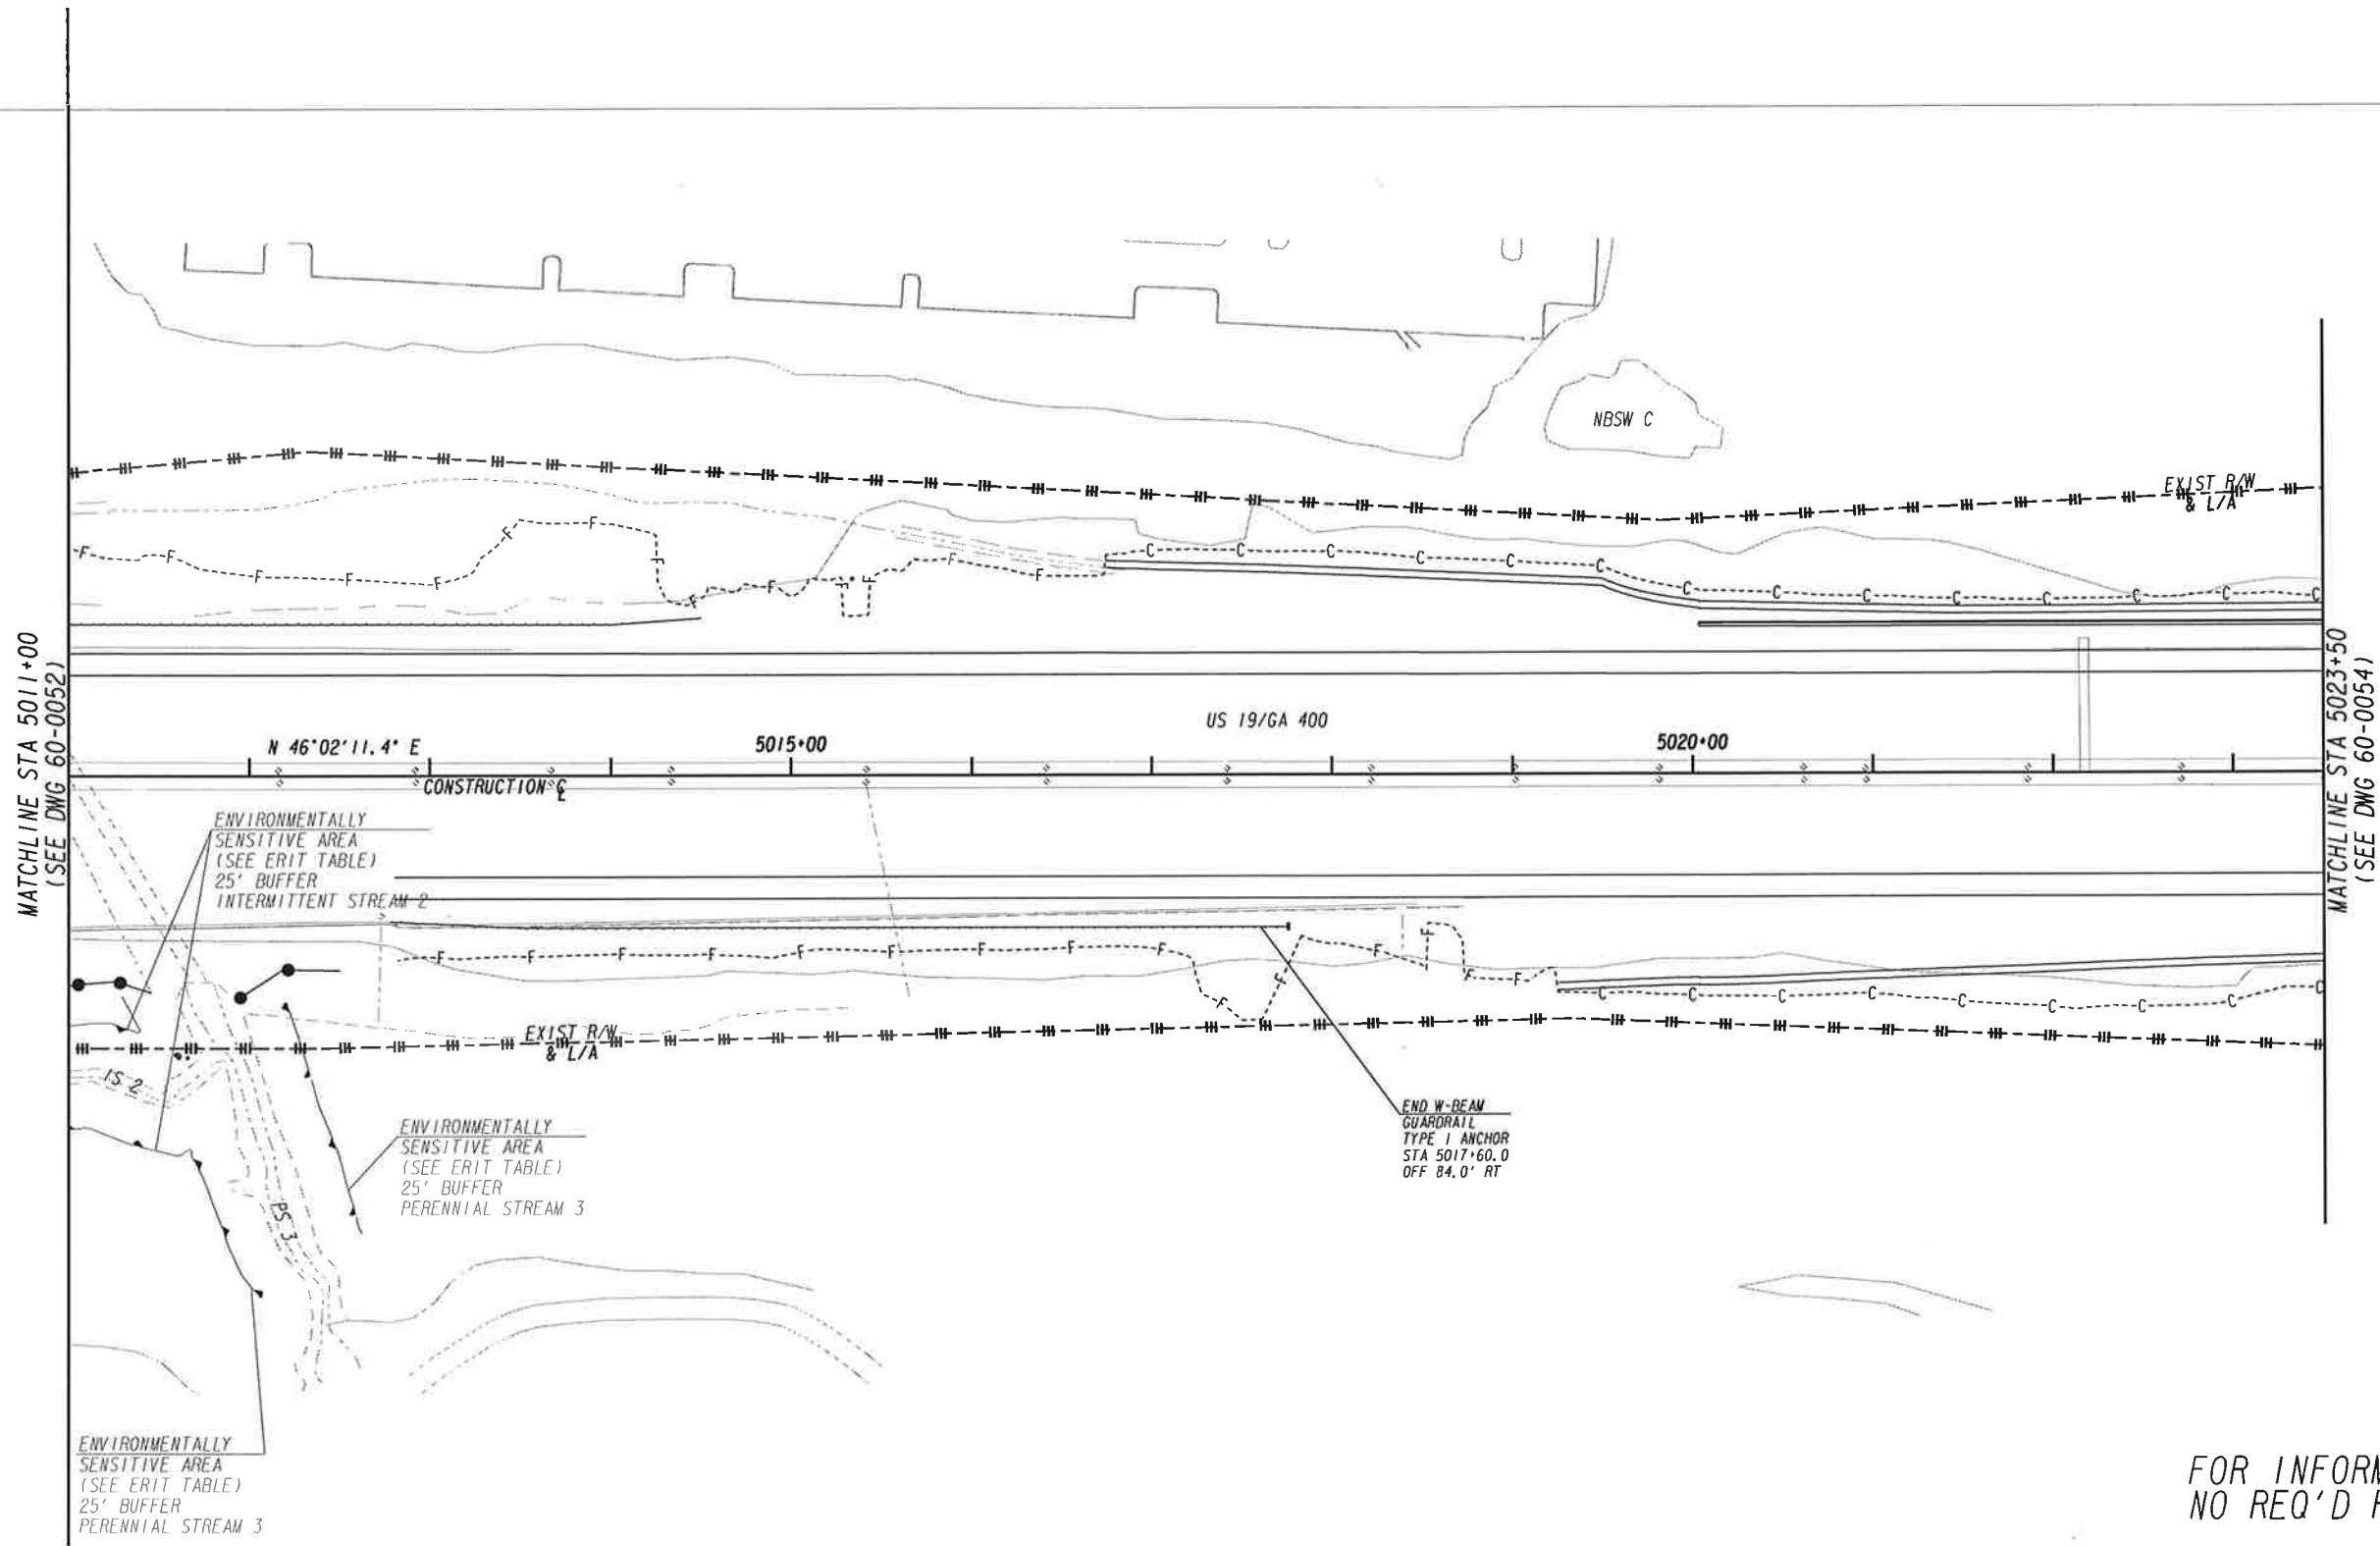 NBSW C
EXIST R/W
& L/A
MATCHLINE STA 5011+00
(SEE DWG 60-0052)
MATCHLINE STA 5023+50
(SEE DWG 60-0054)
US 19/GA 400
N 46°02'11.4" E
5015+00
5020+00
CONSTRUCTION ℄
ENVIRONMENTALLY
SENSITIVE AREA
(SEE ERIT TABLE)
25' BUFFER
INTERMITTENT STREAM 2
F F F F F F F F F F F
C C C C C C C C C C C C C C
F F F F F F F F F F F F F F F
C C C C C C C C C
EXIST R/W
& L/A
IS 2
PS 3
ENVIRONMENTALLY
SENSITIVE AREA
(SEE ERIT TABLE)
25' BUFFER
PERENNIAL STREAM 3
END W-BEAM
GUARDRAIL
TYPE 1 ANCHOR
STA 5017+60.0
OFF 84.0' RT
ENVIRONMENTALLY
SENSITIVE AREA
(SEE ERIT TABLE)
25' BUFFER
PERENNIAL STREAM 3
FOR INFORM
NO REQ'D